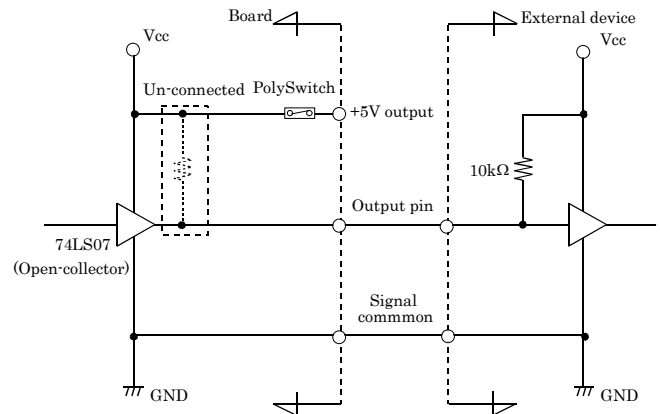 Board
External device
Vcc
Vcc
Un-connected
PolySwitch
+5V output
10kΩ
Output pin
74LS07
(Open-collector)
Signal
commmon
GND
GND